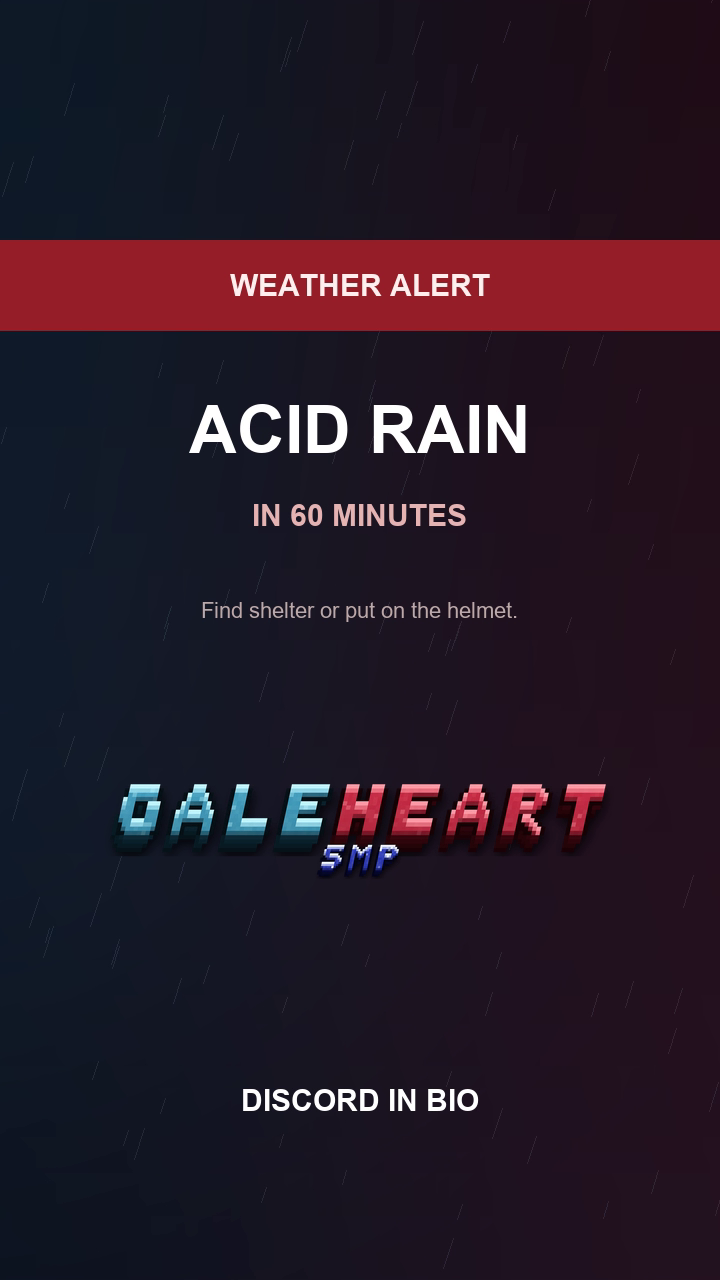 WEATHER ALERT
ACID RAIN
IN 60 MINUTES
Find shelter or put on the helmet.
GALEHEART
SMP
DISCORD IN BIO